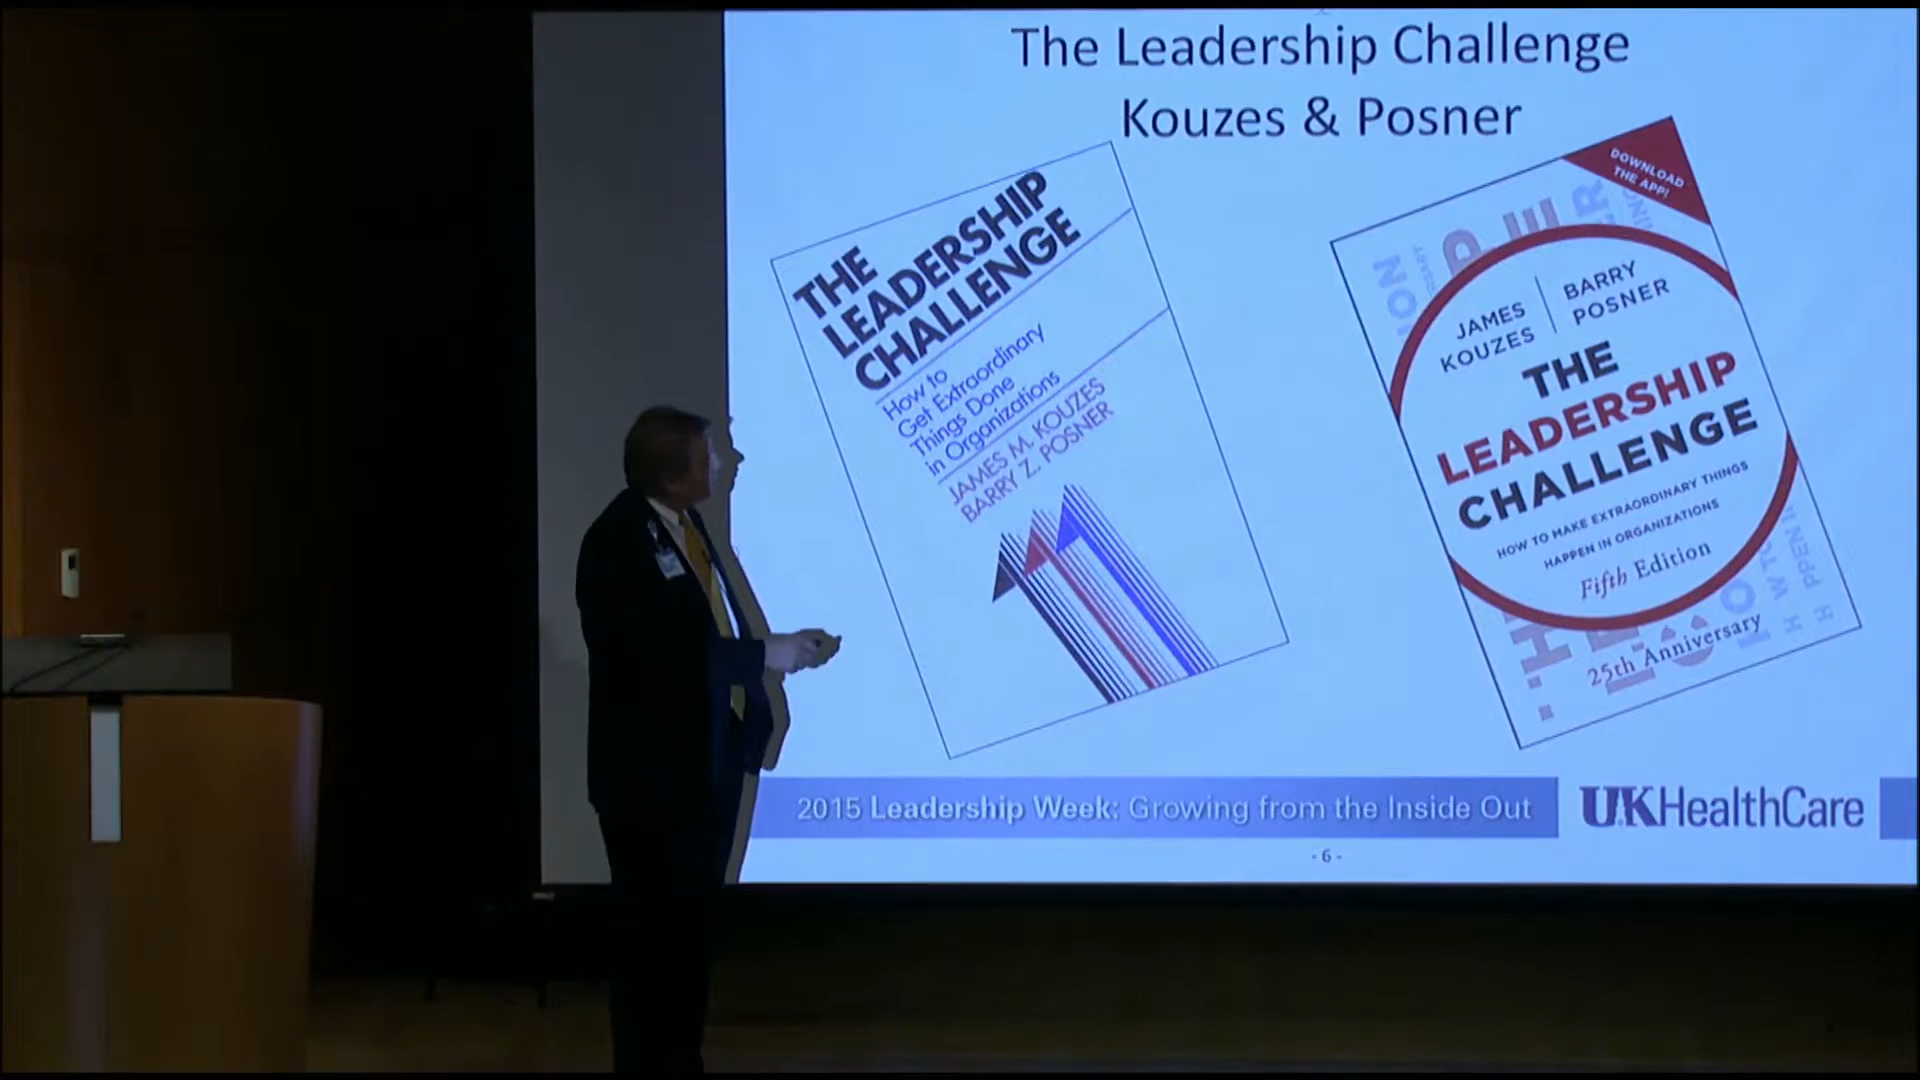 The Leadership Challenge
Kouzes & Posner
THE
LEADERSHIP
CHALLENGE
How to
Get Extraordinary
Things Done
in Organizations
JAMES M. KOUZES
BARRY Z. POSNER
DOWNLOAD
THE APP!
JAMES
KOUZES
BARRY
POSNER
THE
LEADERSHIP
CHALLENGE
HOW TO MAKE EXTRAORDINARY THINGS
HAPPEN IN ORGANIZATIONS
Fifth Edition
25th Anniversary
2015 Leadership Week: Growing from the Inside Out
UKHealthCare
- 6 -